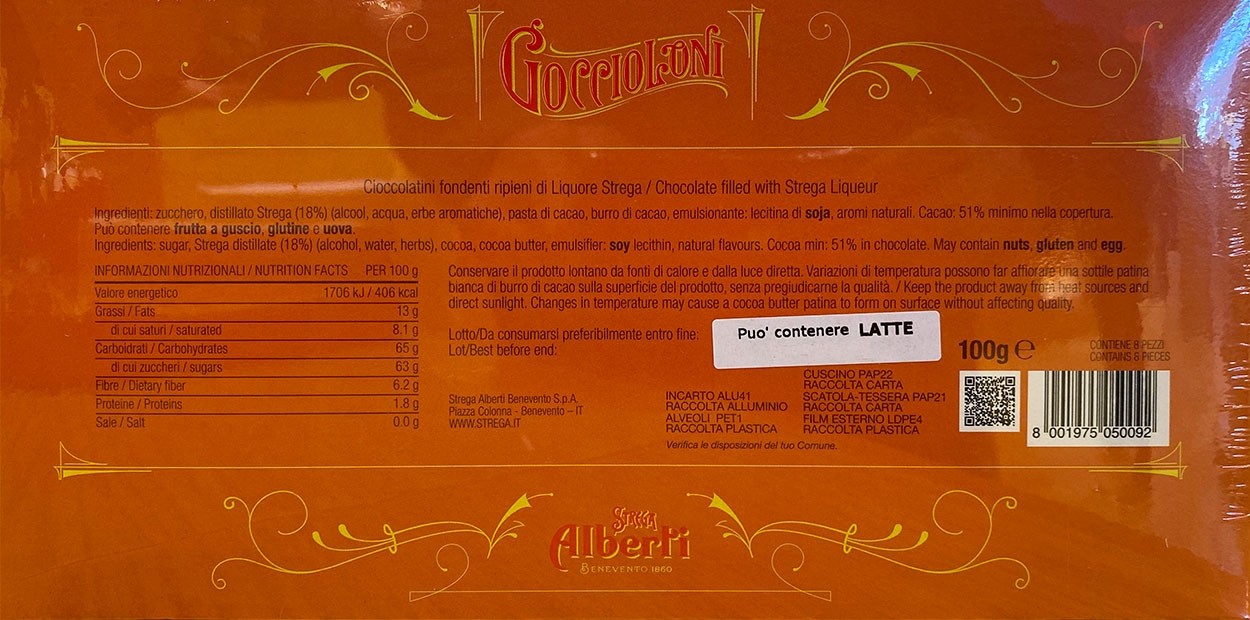 GOCCIOLONI
Cioccolatini fondenti ripieni di Liquore Strega / Chocolate filled with Strega Liqueur
Ingredienti: zucchero, distillato Strega (18%) (alcool, acqua, erbe aromatiche), pasta di cacao, burro di cacao, emulsionante: lecitina di soja, aromi naturali. Cacao: 51% minimo nella copertura.
Può contenere frutta a guscio, glutine e uova.
Ingredients: sugar, Strega distillate (18%) (alcohol, water, herbs), cocoa, cocoa butter, emulsifier: soy lecithin, natural flavours. Cocoa min: 51% in chocolate. May contain nuts, gluten and egg.
INFORMAZIONI NUTRIZIONALI / NUTRITION FACTS PER 100 g
Valore energetico 1706 kJ / 406 kcal
Grassi / Fats 13 g
di cui saturi / saturated 8.1 g
Carboidrati / Carbohydrates 65 g
di cui zuccheri / sugars 63 g
Fibre / Dietary fiber 6.2 g
Proteine / Proteins 1.8 g
Sale / Salt 0.0 g
Conservare il prodotto lontano da fonti di calore e dalla luce diretta. Variazioni di temperatura possono far affiorare una sottile patina
bianca di burro di cacao sulla superficie del prodotto, senza pregiudicarne la qualità. / Keep the product away from heat sources and
direct sunlight. Changes in temperature may cause a cocoa butter patina to form on surface without affecting quality.
Lotto/Da consumarsi preferibilmente entro fine:
Lot/Best before end:
Puo' contenere LATTE
100g e
CONTIENE 8 PEZZI
CONTAINS 8 PIECES
Strega Alberti Benevento S.p.A.
Piazza Colonna - Benevento – IT
WWW.STREGA.IT
INCARTO ALU41
RACCOLTA ALLUMINIO
ALVEOLI PET1
RACCOLTA PLASTICA
CUSCINO PAP22
RACCOLTA CARTA
SCATOLA-TESSERA PAP21
RACCOLTA CARTA
FILM ESTERNO LDPE4
RACCOLTA PLASTICA
Verifica le disposizioni del tuo Comune.
8 001975 050092
STREGA
Alberti
BENEVENTO 1860